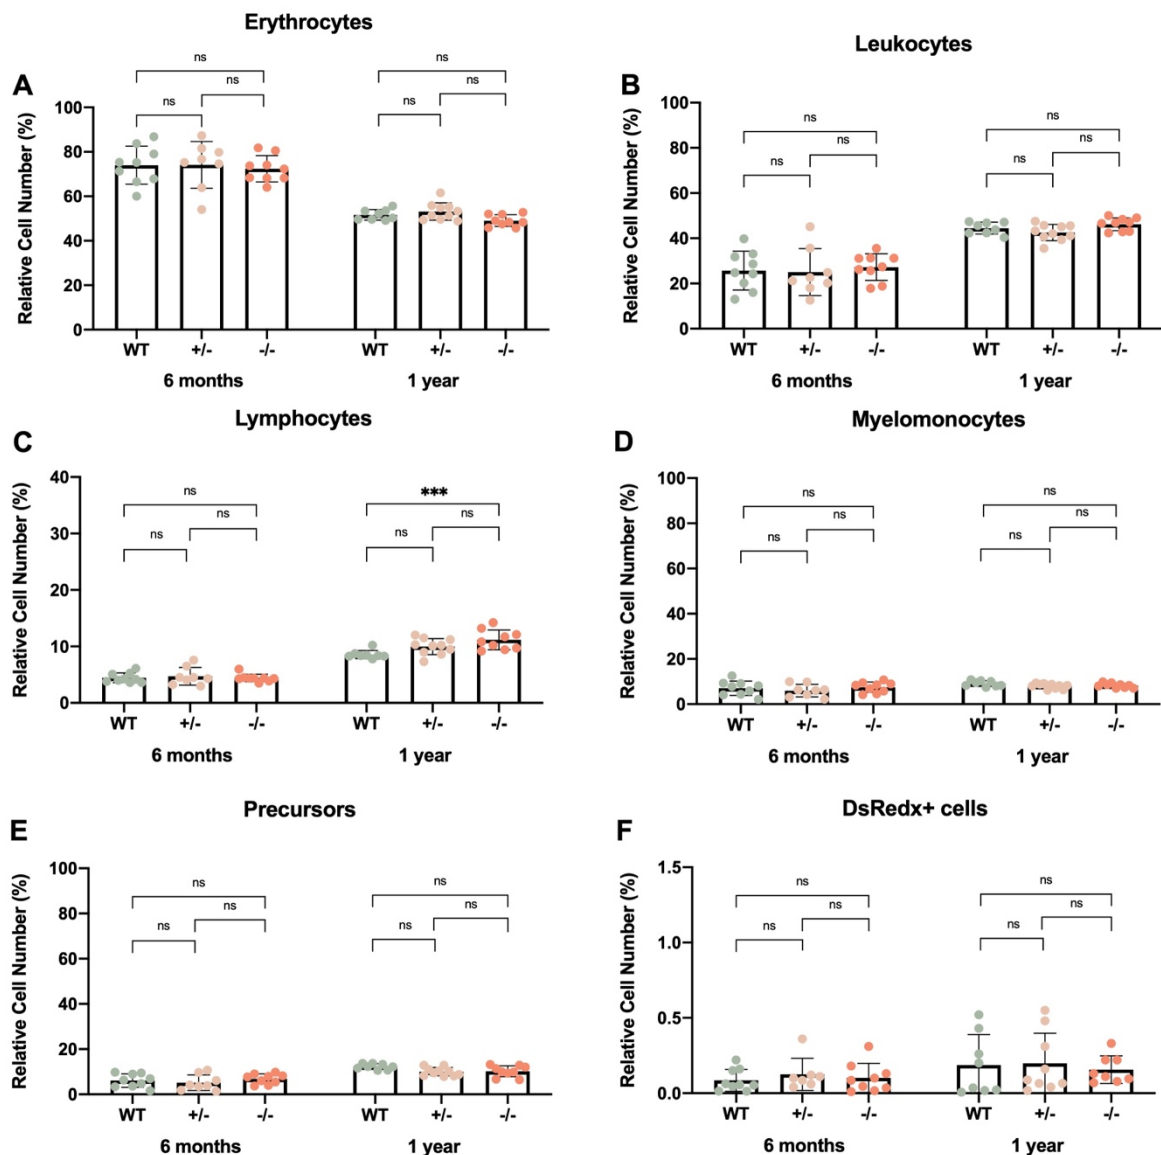 Erythrocytes
A
Relative Cell Number (%)
100
80
60
40
20
0
ns
ns
ns
ns
ns
ns
WT
+/-
-/-
WT
+/-
-/-
6 months
1 year
Leukocytes
B
Relative Cell Number (%)
100
80
60
40
20
0
ns
ns
ns
ns
ns
ns
WT
+/-
-/-
WT
+/-
-/-
6 months
1 year
Lymphocytes
C
Relative Cell Number (%)
40
30
20
10
0
ns
ns
ns
***
ns
ns
WT
+/-
-/-
WT
+/-
-/-
6 months
1 year
Myelomonocytes
D
Relative Cell Number (%)
100
80
60
40
20
0
ns
ns
ns
ns
ns
ns
WT
+/-
-/-
WT
+/-
-/-
6 months
1 year
Precursors
E
Relative Cell Number (%)
100
80
60
40
20
0
ns
ns
ns
ns
ns
ns
WT
+/-
-/-
WT
+/-
-/-
6 months
1 year
DsRedx+ cells
F
Relative Cell Number (%)
1.5
1.0
0.5
0.0
ns
ns
ns
ns
ns
ns
WT
+/-
-/-
WT
+/-
-/-
6 months
1 year